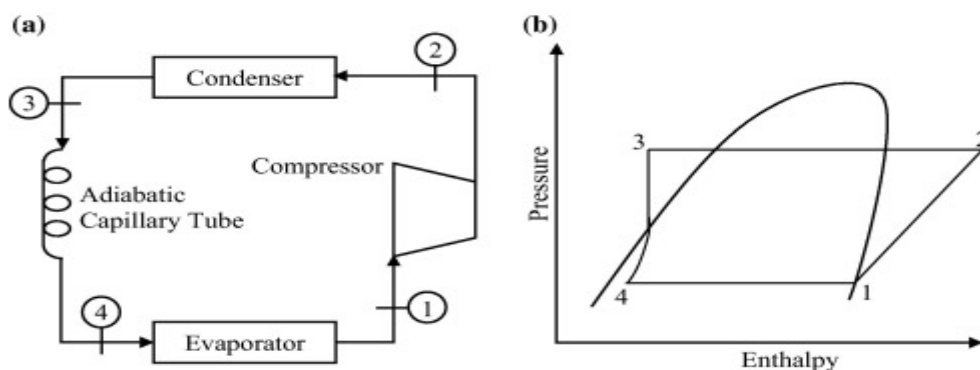 (a)
2
Condenser
3
Compressor
Adiabatic
Capillary Tube
4
1
Evaporator
(b)
Pressure
3
2
4
1
Enthalpy